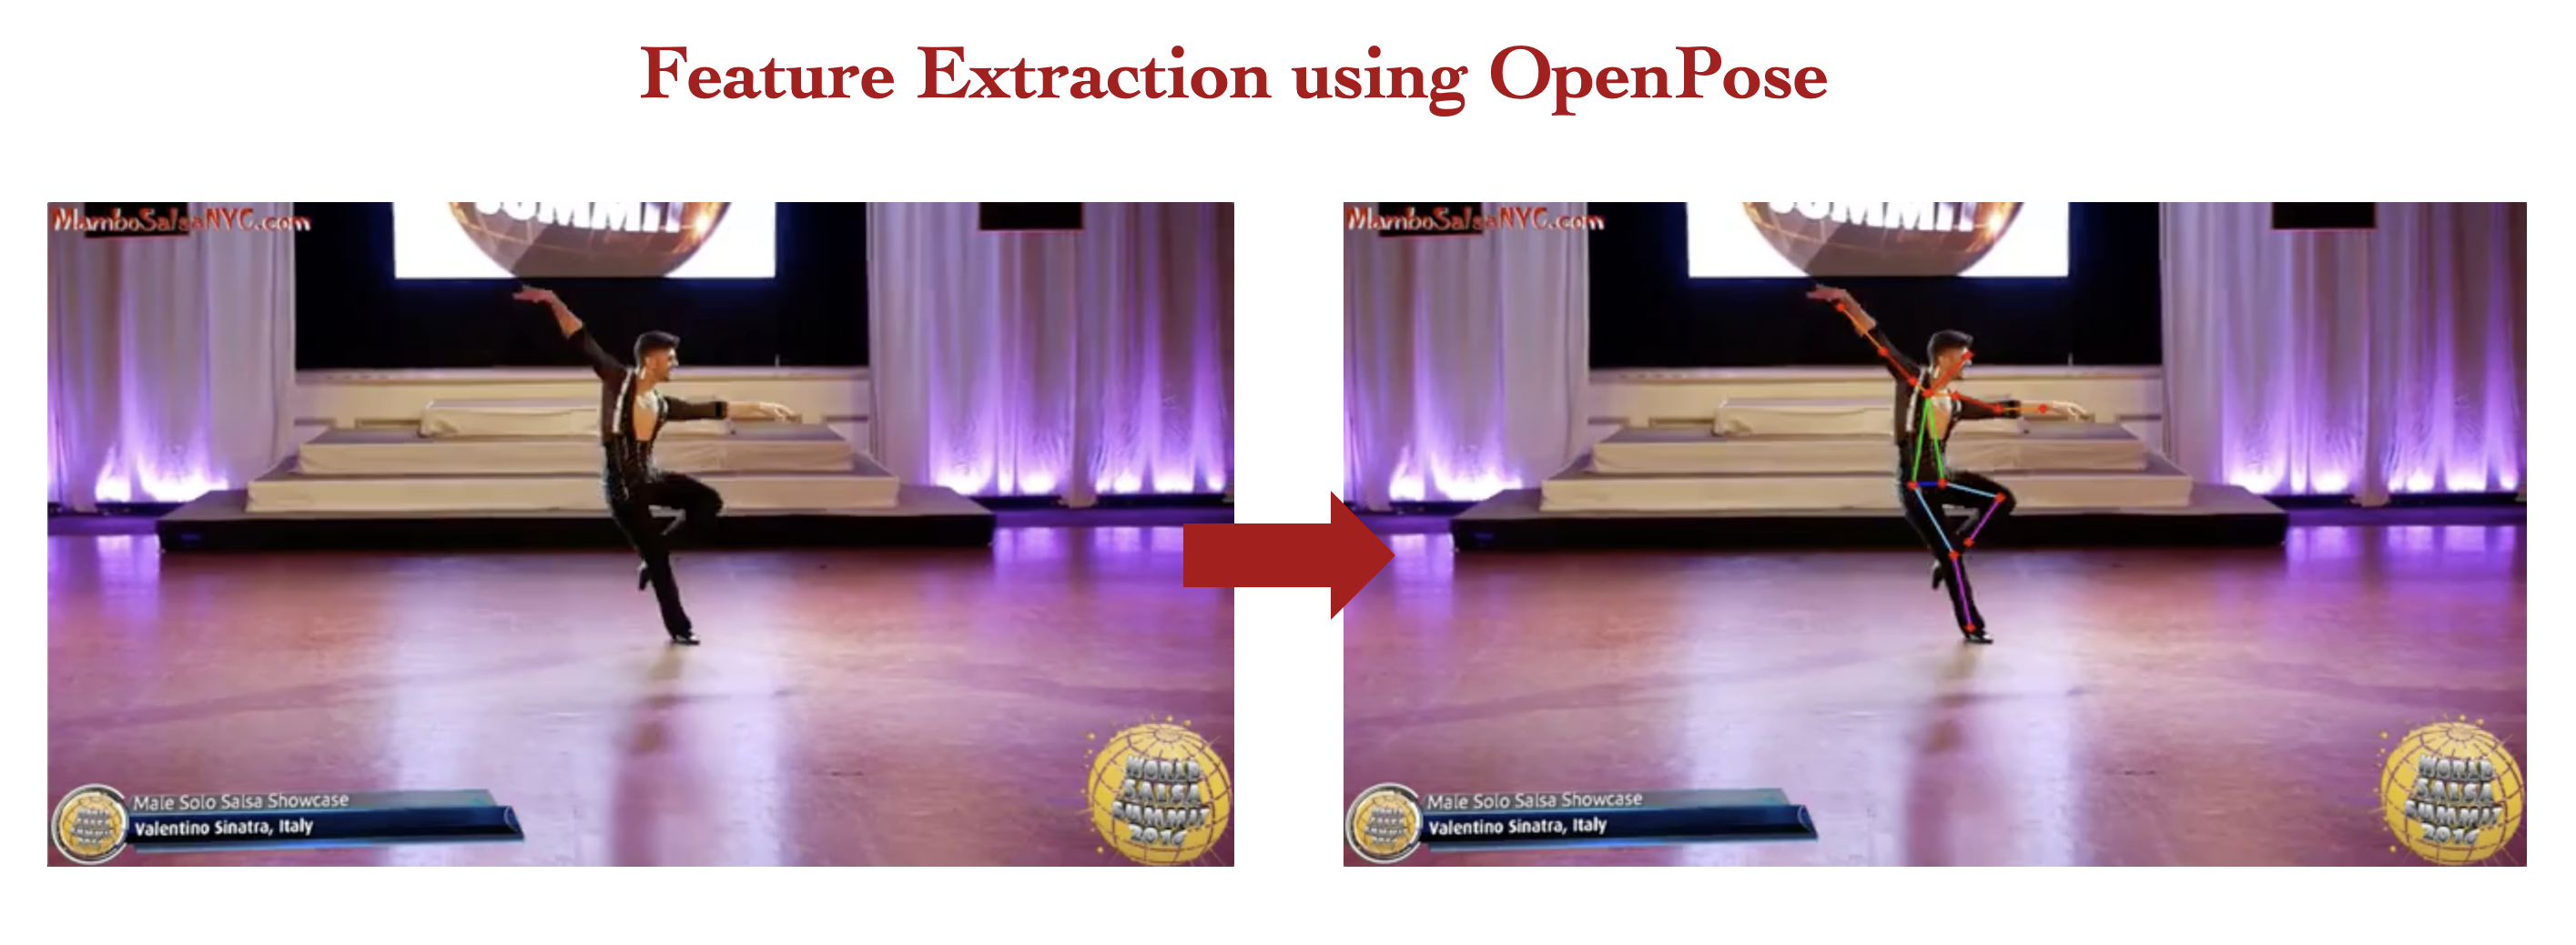 Feature Extraction using OpenPose
MamboSalsaNYC.com
SUMMIT
MamboSalsaNYC.com
SUMMIT
Male Solo Salsa Showcase
Valentino Sinatra, Italy
WORLD
SALSA
SUMMIT
2016
Male Solo Salsa Showcase
Valentino Sinatra, Italy
WORLD
SALSA
SUMMIT
2016